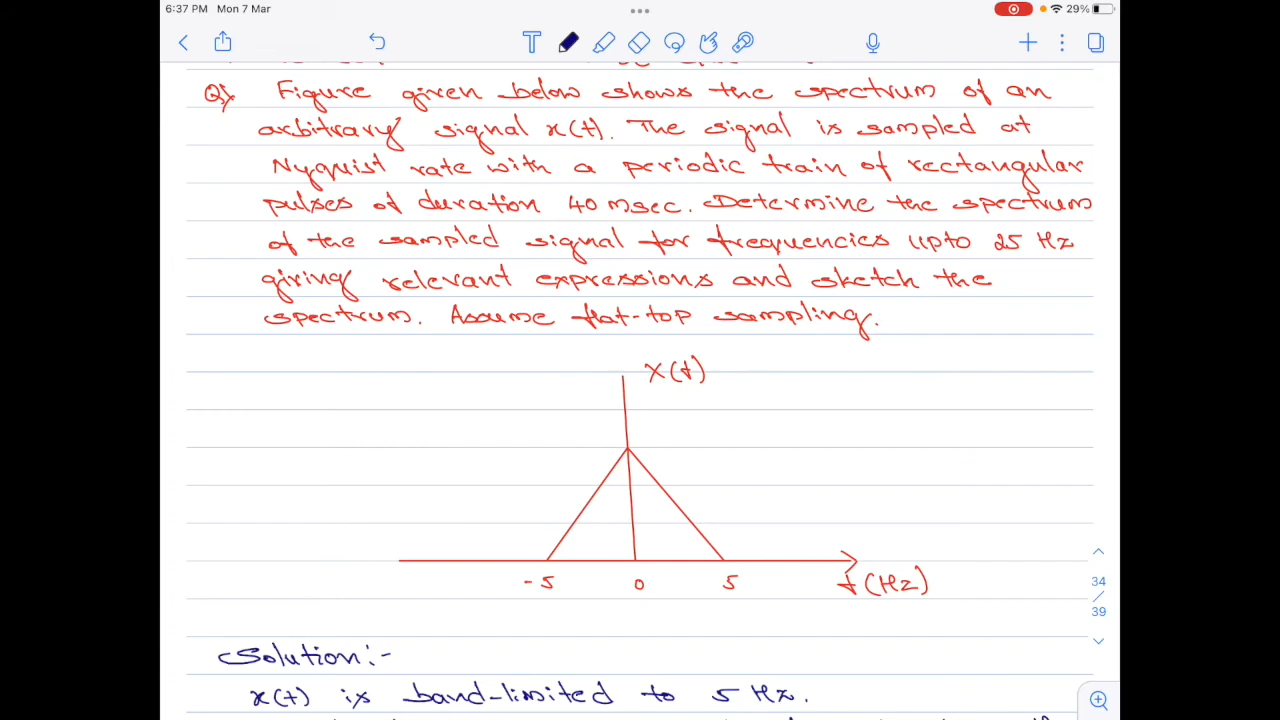 6:37 PM Mon 7 Mar
29%
Q:) Figure given below shows the spectrum of an
arbitrary signal x(t). The signal is sampled at
Nyquist rate with a periodic train of rectangular
pulses of duration 40 msec. Determine the spectrum
of the sampled signal for frequencies upto 25 Hz
giving relevant expressions and sketch the
spectrum. Assume flat-top sampling.
X(f)
-5 0 5 f (Hz)
34
39
Solution:-
x(t) is band-limited to 5 Hz.